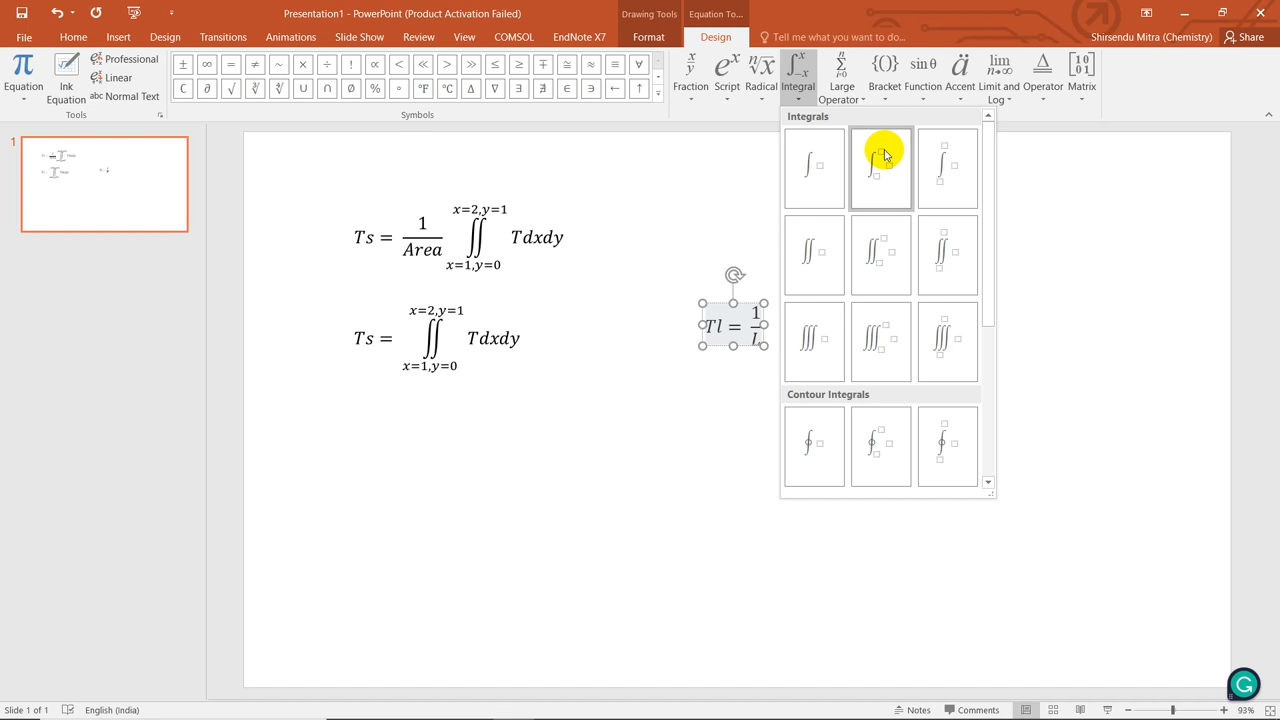 Presentation1 - PowerPoint (Product Activation Failed)
Drawing Tools
Equation To...
File Home Insert Design Transitions Animations Slide Show Review View COMSOL EndNote X7 Format Design Tell me what you want to do... Shirsendu Mitra (Chemistry) Share
Equation
Ink Equation
Professional
Linear
abc Normal Text
± ∞ = ≠ ~ × ÷ ! ∝ < ≪ > ≫ ≤ ≥ ∓ ≅ ≈ ≡ ∀
∁ ∂ √ ∛ ∜ ∪ ∩ ∅ % ° °F °C ∆ ∇ ∃ ∄ ∈ ∋ ← ↑
Fraction Script Radical Integral Large Operator Bracket Function Accent Limit and Log Operator Matrix
Tools
Symbols
Integrals
Contour Integrals
1
Ts = 1/Area ∬_{x=1,y=0}^{x=2,y=1} Tdxdy
Ts = ∬_{x=1,y=0}^{x=2,y=1} Tdxdy
Tl = 1/L
Slide 1 of 1 English (India) Notes Comments 93%